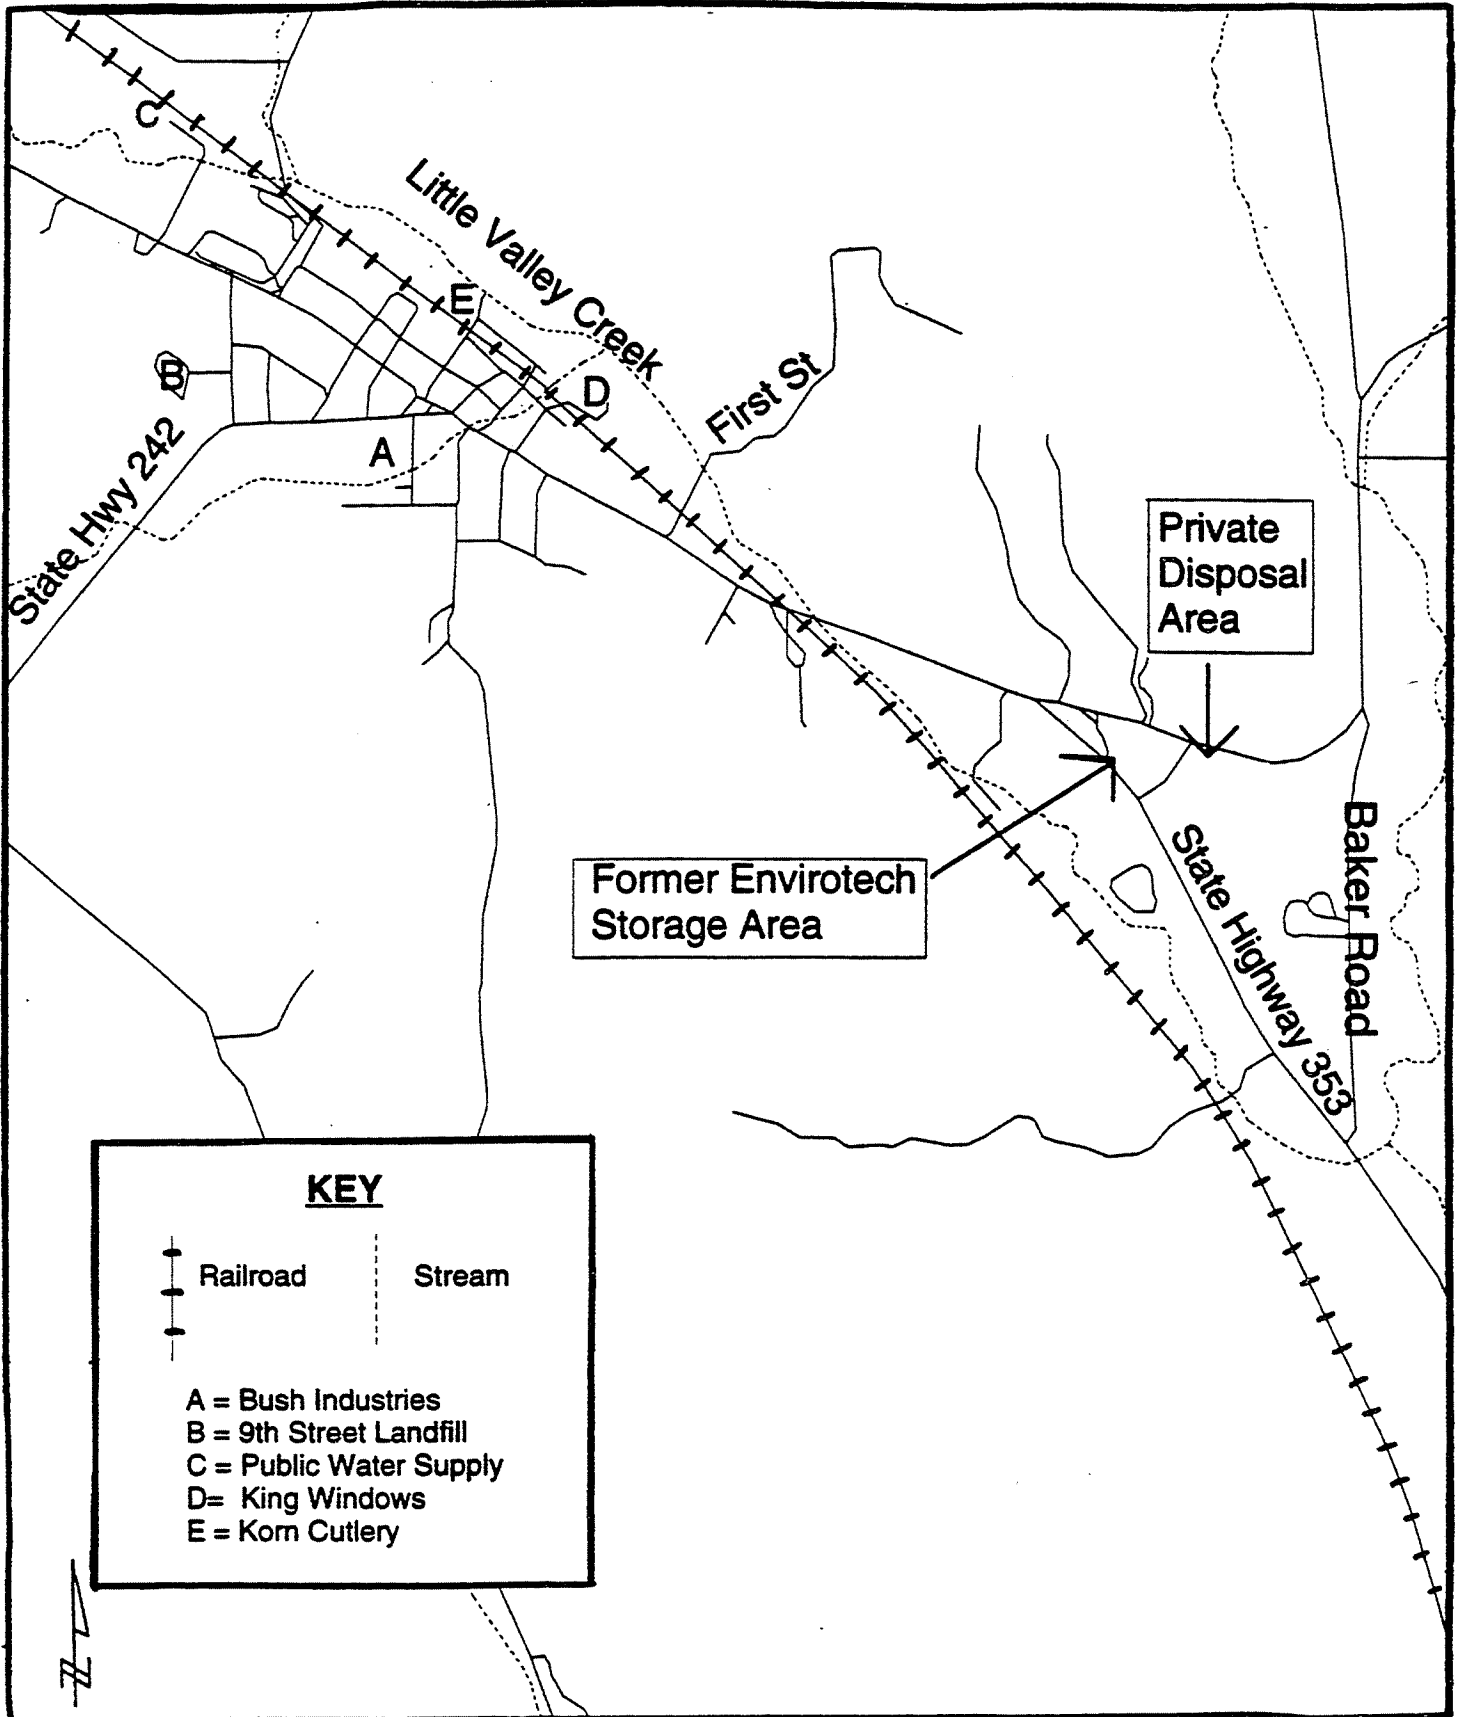 C
Little Valley Creek
E
B
D
First St
A
State Hwy 242
Private
Disposal
Area
Former Envirotech
Storage Area
State Highway 353
Baker Road
KEY
Railroad
Stream
A = Bush Industries
B = 9th Street Landfill
C = Public Water Supply
D= King Windows
E = Korn Cutlery
N